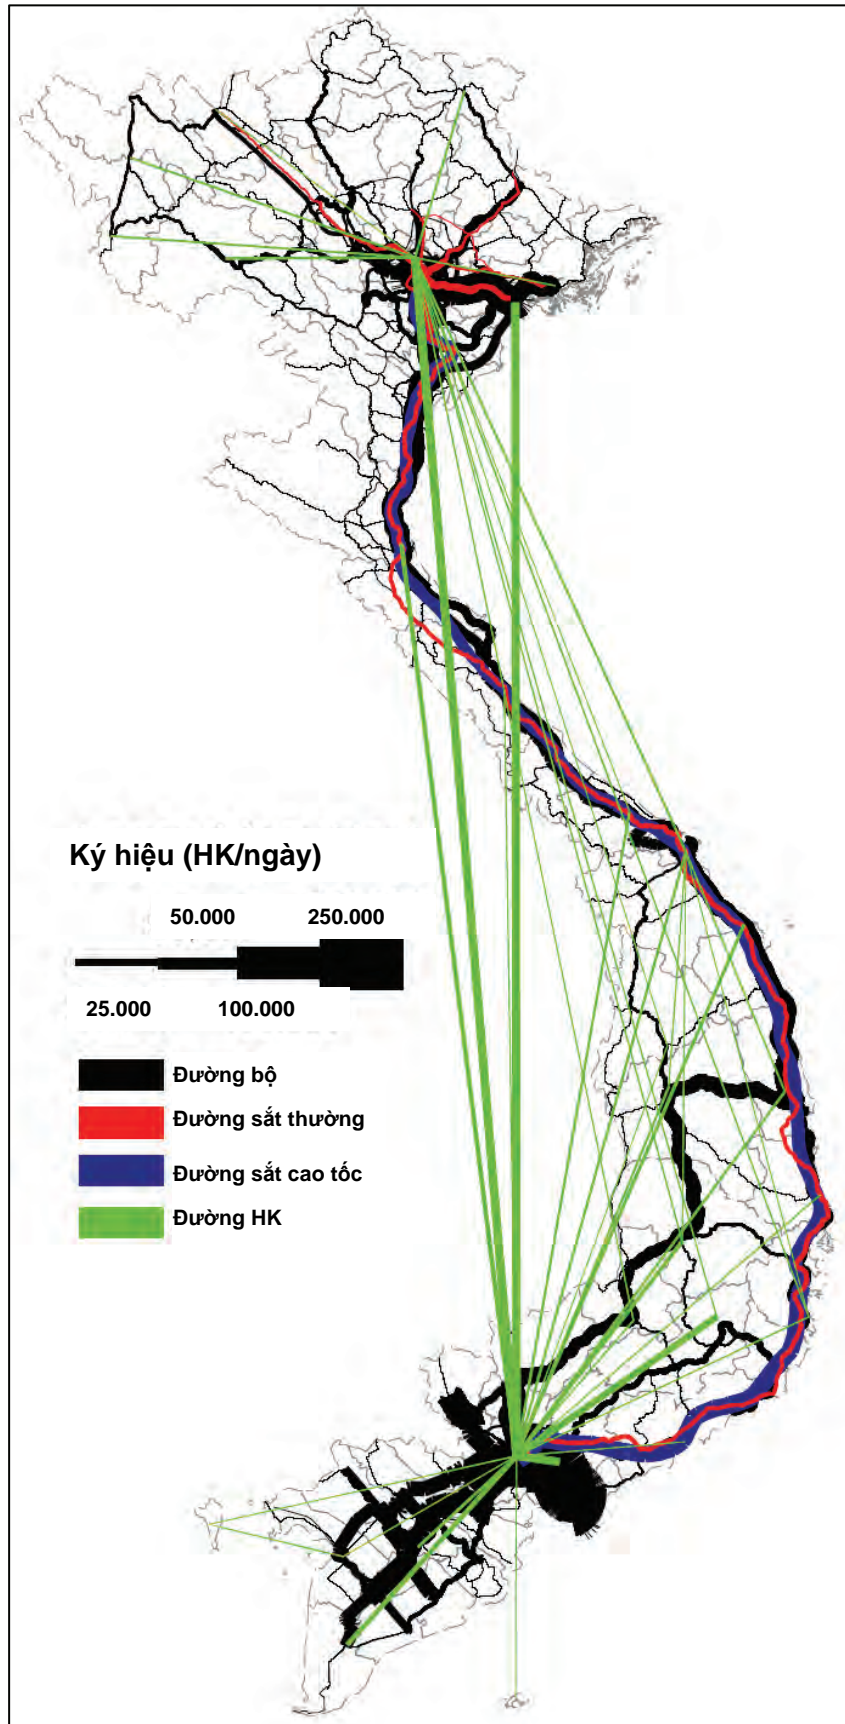 Ký hiệu (HK/ngày)
50.000 250.000
25.000 100.000
Đường bộ
Đường sắt thường
Đường sắt cao tốc
Đường HK